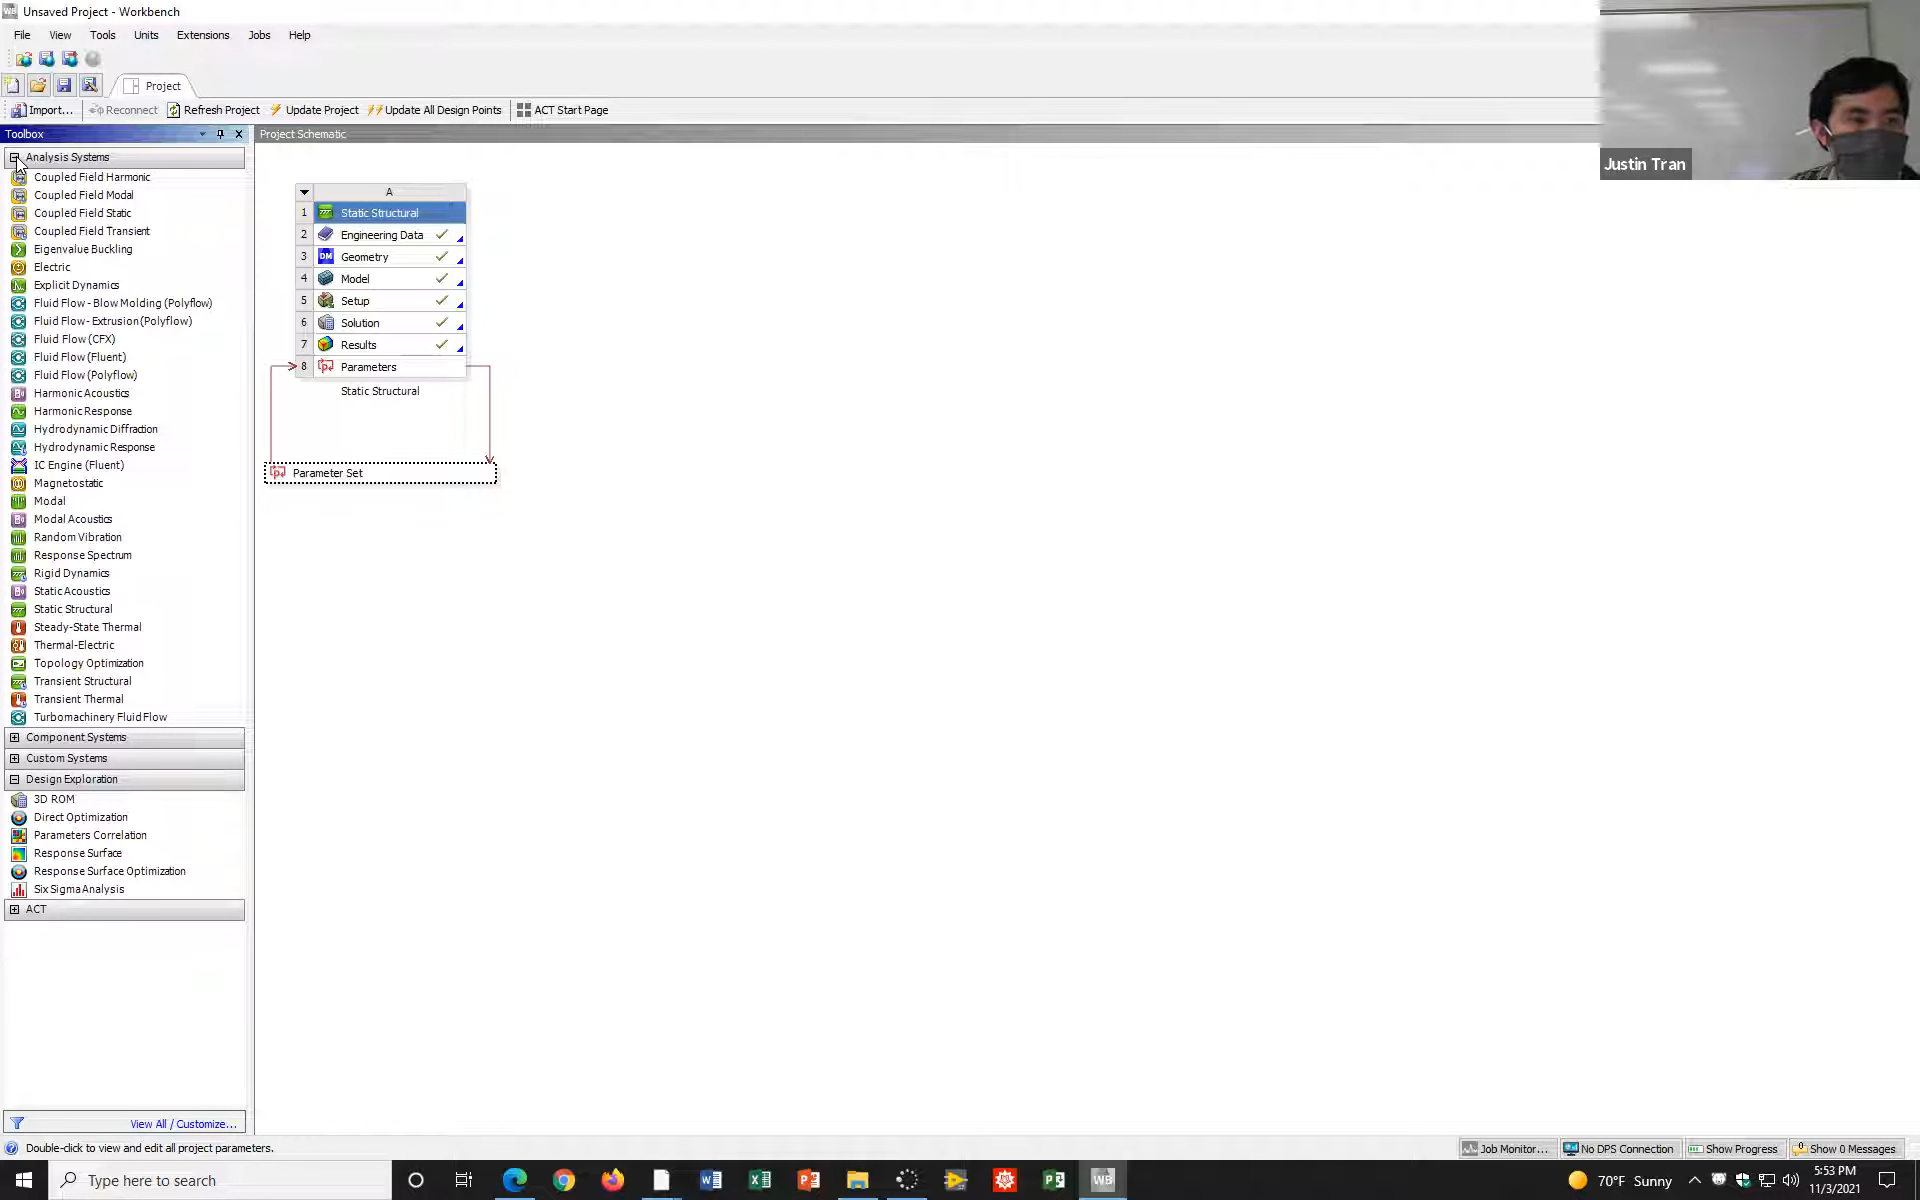 Unsaved Project - Workbench
File View Tools Units Extensions Jobs Help
Project
Import... Reconnect Refresh Project Update Project Update All Design Points ACT Start Page
Toolbox
Project Schematic
Analysis Systems
Coupled Field Harmonic
Coupled Field Modal
Coupled Field Static
Coupled Field Transient
Eigenvalue Buckling
Electric
Explicit Dynamics
Fluid Flow - Blow Molding (Polyflow)
Fluid Flow - Extrusion (Polyflow)
Fluid Flow (CFX)
Fluid Flow (Fluent)
Fluid Flow (Polyflow)
Harmonic Acoustics
Harmonic Response
Hydrodynamic Diffraction
Hydrodynamic Response
IC Engine (Fluent)
Magnetostatic
Modal
Modal Acoustics
Random Vibration
Response Spectrum
Rigid Dynamics
Static Acoustics
Static Structural
Steady-State Thermal
Thermal-Electric
Topology Optimization
Transient Structural
Transient Thermal
Turbomachinery Fluid Flow
Component Systems
Custom Systems
Design Exploration
3D ROM
Direct Optimization
Parameters Correlation
Response Surface
Response Surface Optimization
Six Sigma Analysis
ACT
View All / Customize...
A
1 Static Structural
2 Engineering Data
3 DM Geometry
4 Model
5 Setup
6 Solution
7 Results
8 Parameters
Static Structural
Parameter Set
Justin Tran
Double-click to view and edit all project parameters.
Job Monitor... No DPS Connection Show Progress Show 0 Messages
Type here to search
WB
70°F Sunny
5:53 PM
11/3/2021